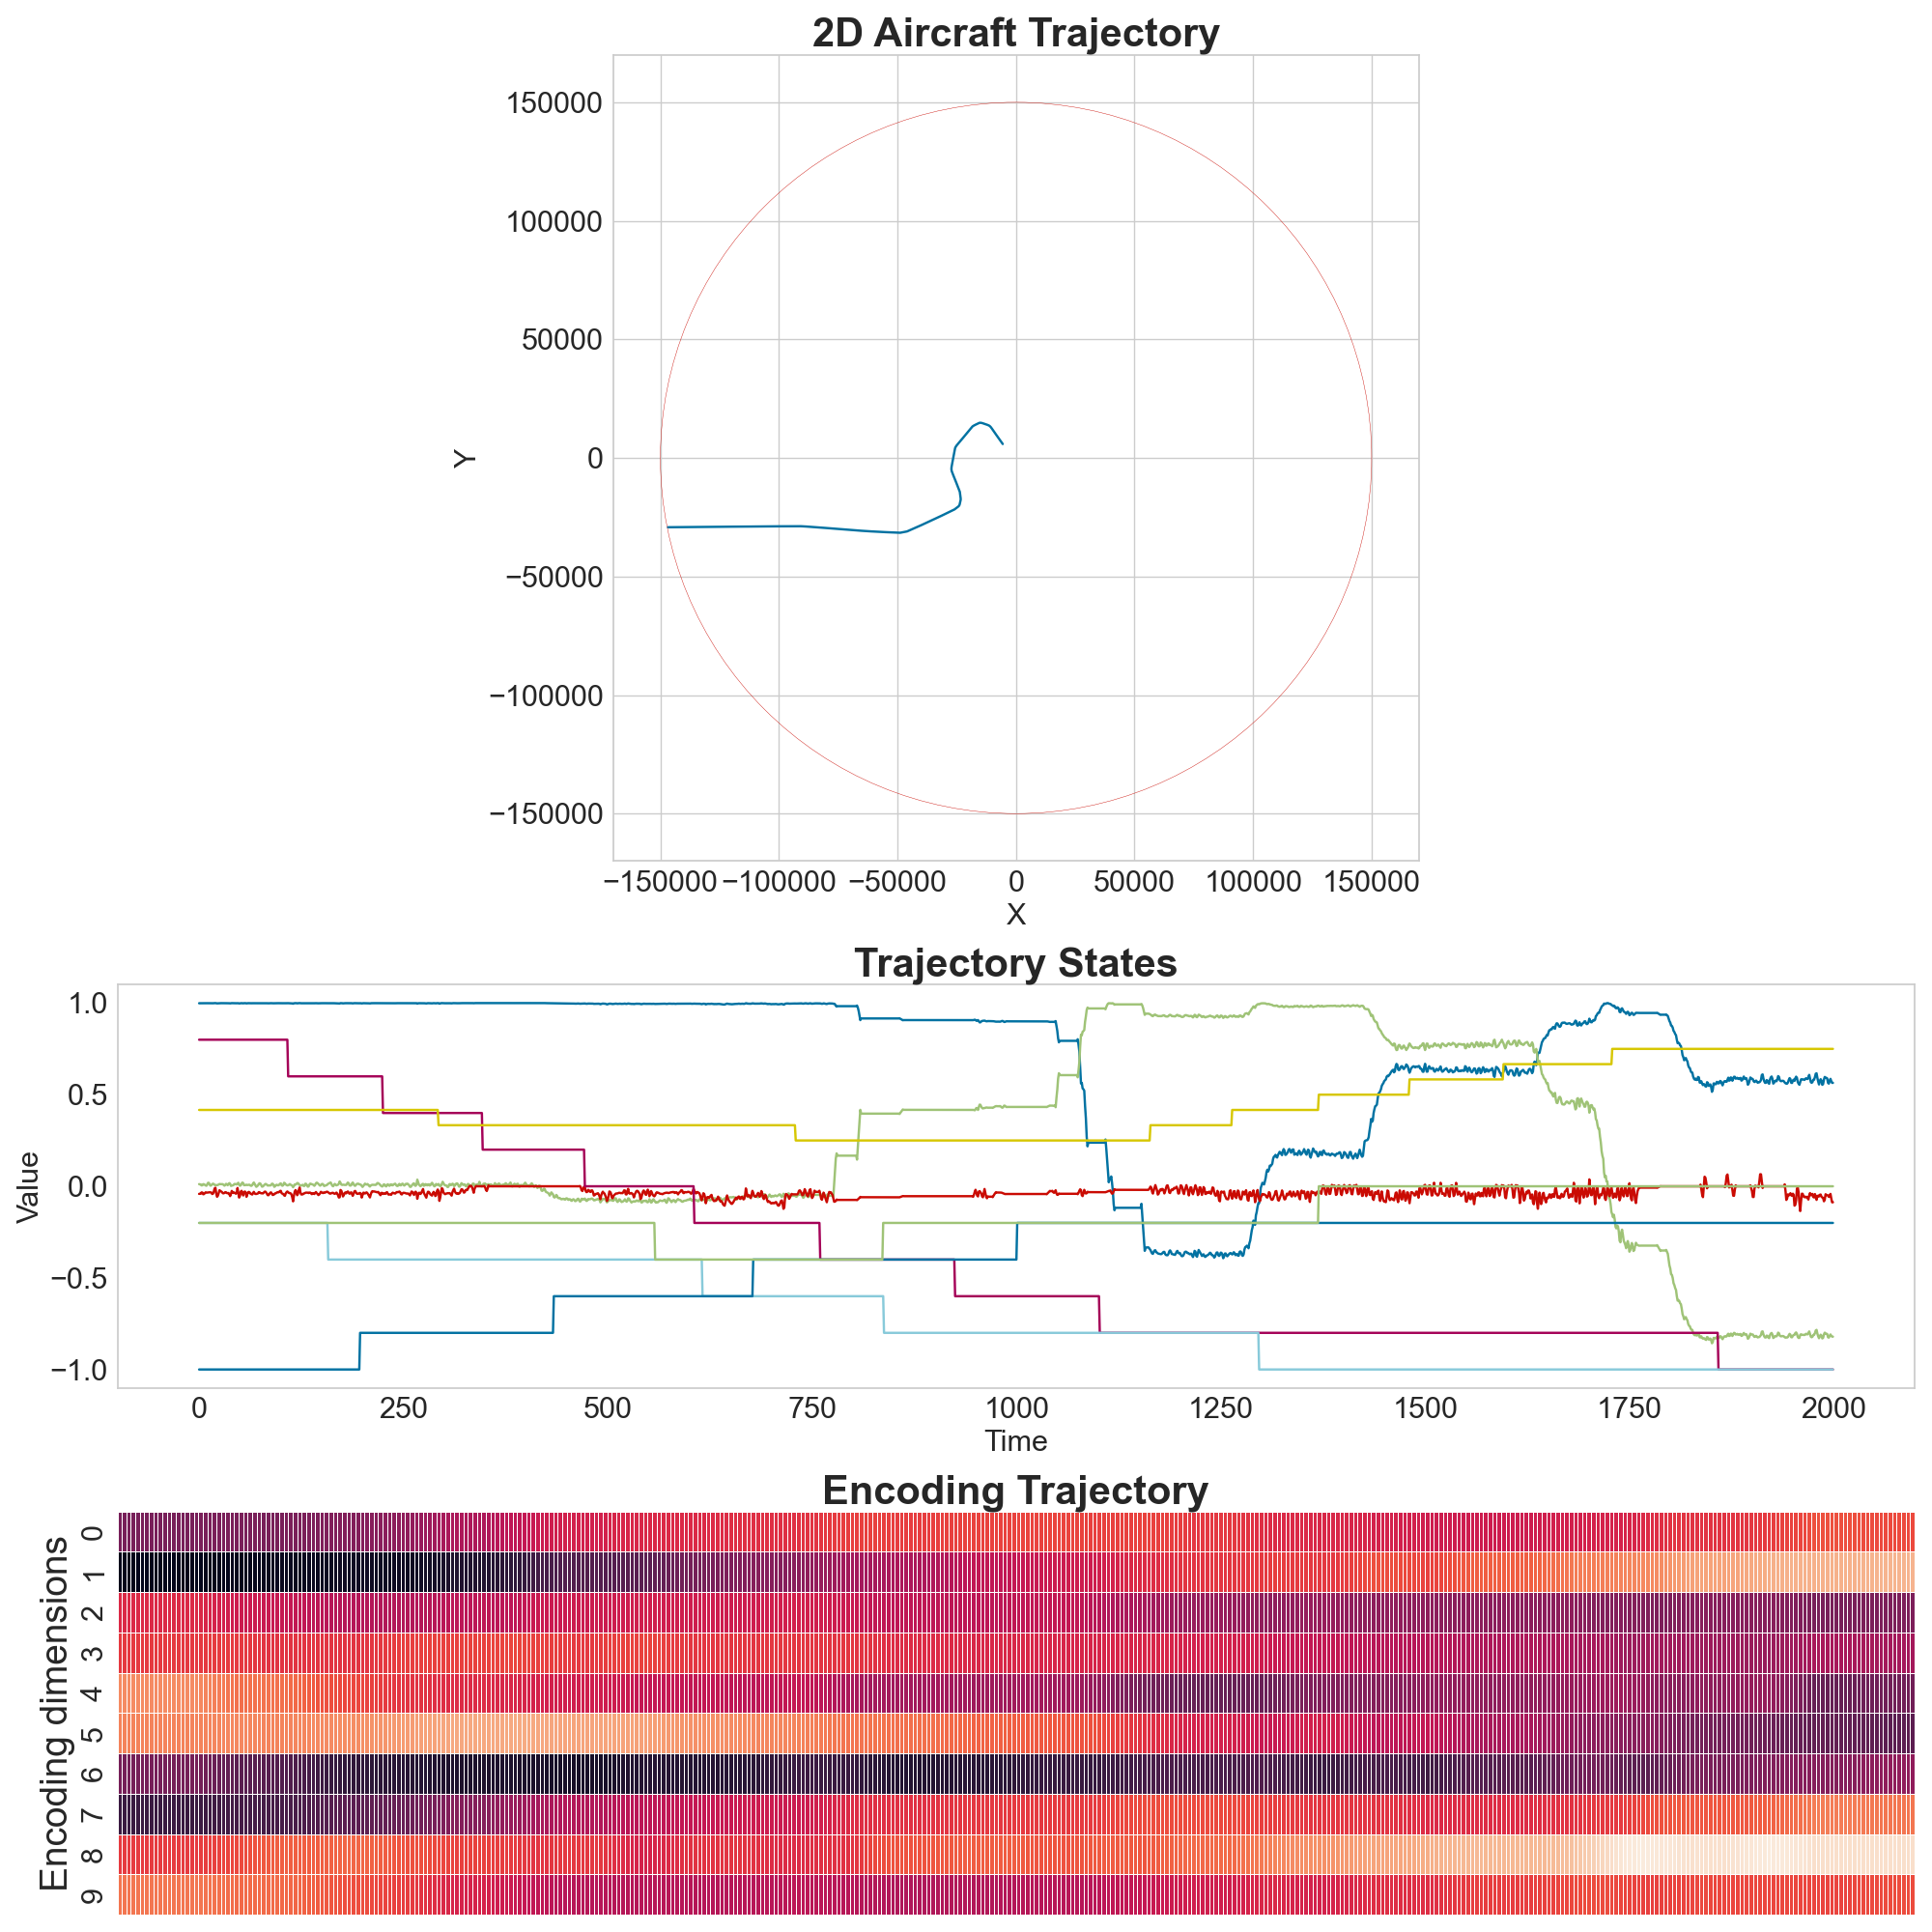 2D Aircraft Trajectory
150000
100000
50000
0
−50000
−100000
−150000
Y
−150000 −100000 −50000 0 50000 100000 150000
X
Trajectory States
1.0
0.5
0.0
−0.5
−1.0
Value
0 250 500 750 1000 1250 1500 1750 2000
Time
Encoding Trajectory
Encoding dimensions
0
1
2
3
4
5
6
7
8
9